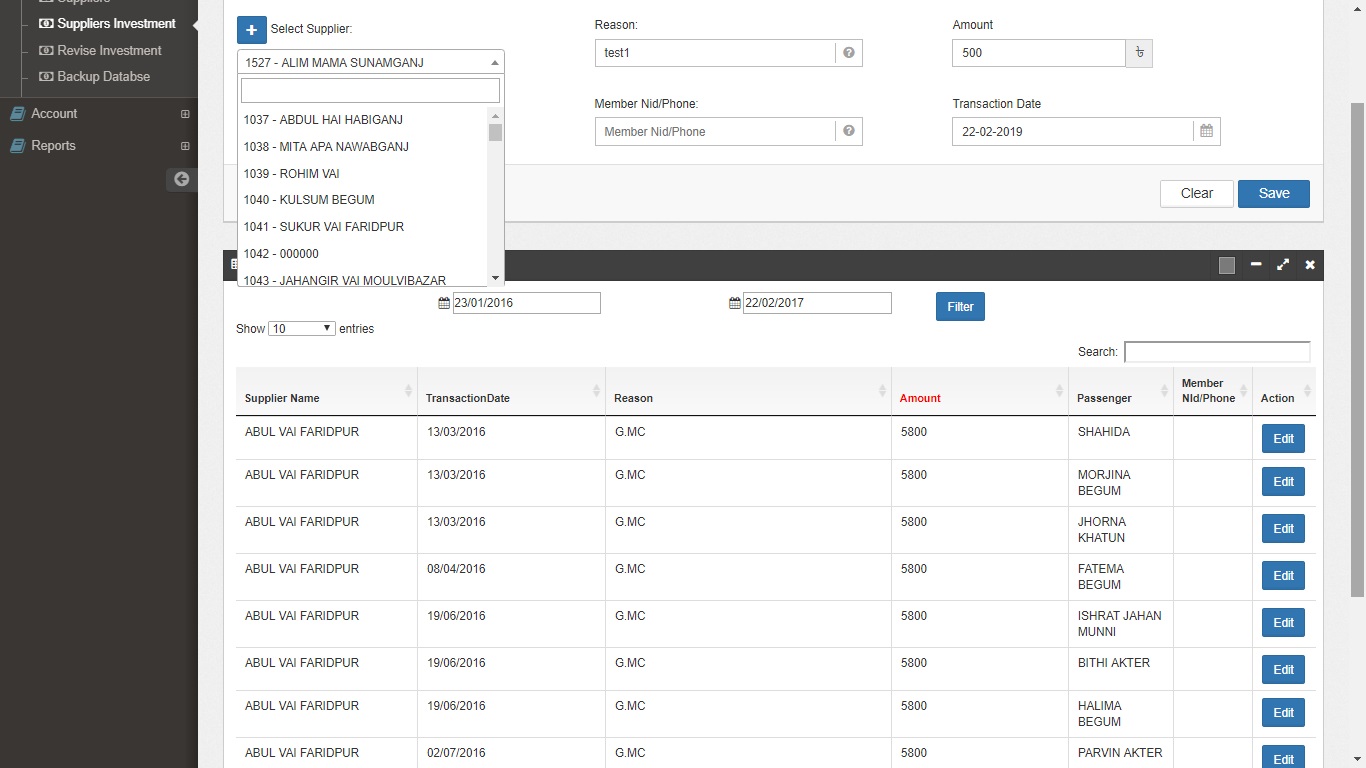 Suppliers
Suppliers Investment
Revise Investment
Backup Databse
Account
Reports
+ Select Supplier:
1527 - ALIM MAMA SUNAMGANJ
1037 - ABDUL HAI HABIGANJ
1038 - MITA APA NAWABGANJ
1039 - ROHIM VAI
1040 - KULSUM BEGUM
1041 - SUKUR VAI FARIDPUR
1042 - 000000
1043 - JAHANGIR VAI MOULVIBAZAR
Reason:
test1
Amount
500 ৳
Member Nid/Phone:
Member Nid/Phone
Transaction Date
22-02-2019
Clear Save
23/01/2016 22/02/2017 Filter
Show 10 entries
Search:
Supplier Name TransactionDate Reason Amount Passenger Member NId/Phone Action
ABUL VAI FARIDPUR 13/03/2016 G.MC 5800 SHAHIDA Edit
ABUL VAI FARIDPUR 13/03/2016 G.MC 5800 MORJINA BEGUM Edit
ABUL VAI FARIDPUR 13/03/2016 G.MC 5800 JHORNA KHATUN Edit
ABUL VAI FARIDPUR 08/04/2016 G.MC 5800 FATEMA BEGUM Edit
ABUL VAI FARIDPUR 19/06/2016 G.MC 5800 ISHRAT JAHAN MUNNI Edit
ABUL VAI FARIDPUR 19/06/2016 G.MC 5800 BITHI AKTER Edit
ABUL VAI FARIDPUR 19/06/2016 G.MC 5800 HALIMA BEGUM Edit
ABUL VAI FARIDPUR 02/07/2016 G.MC 5800 PARVIN AKTER Edit